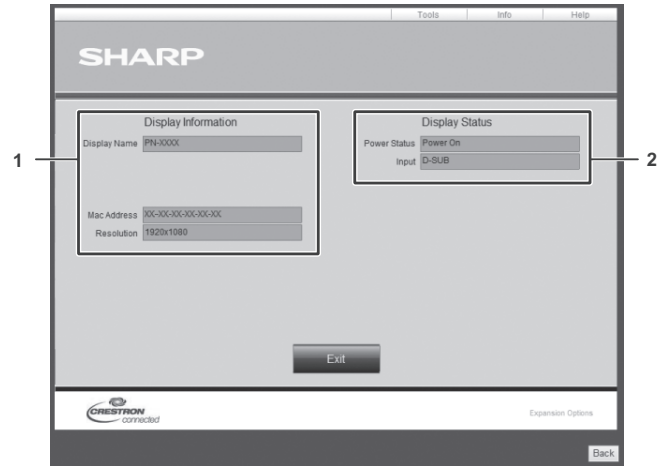 Tools Info Help
SHARP
Display Information
Display Name PN-XXXX
Mac Address XX-XX-XX-XX-XX-XX
Resolution 1920x1080
1
Display Status
Power Status Power On
Input D-SUB
2
Exit
CRESTRON
connected
Expansion Options
Back